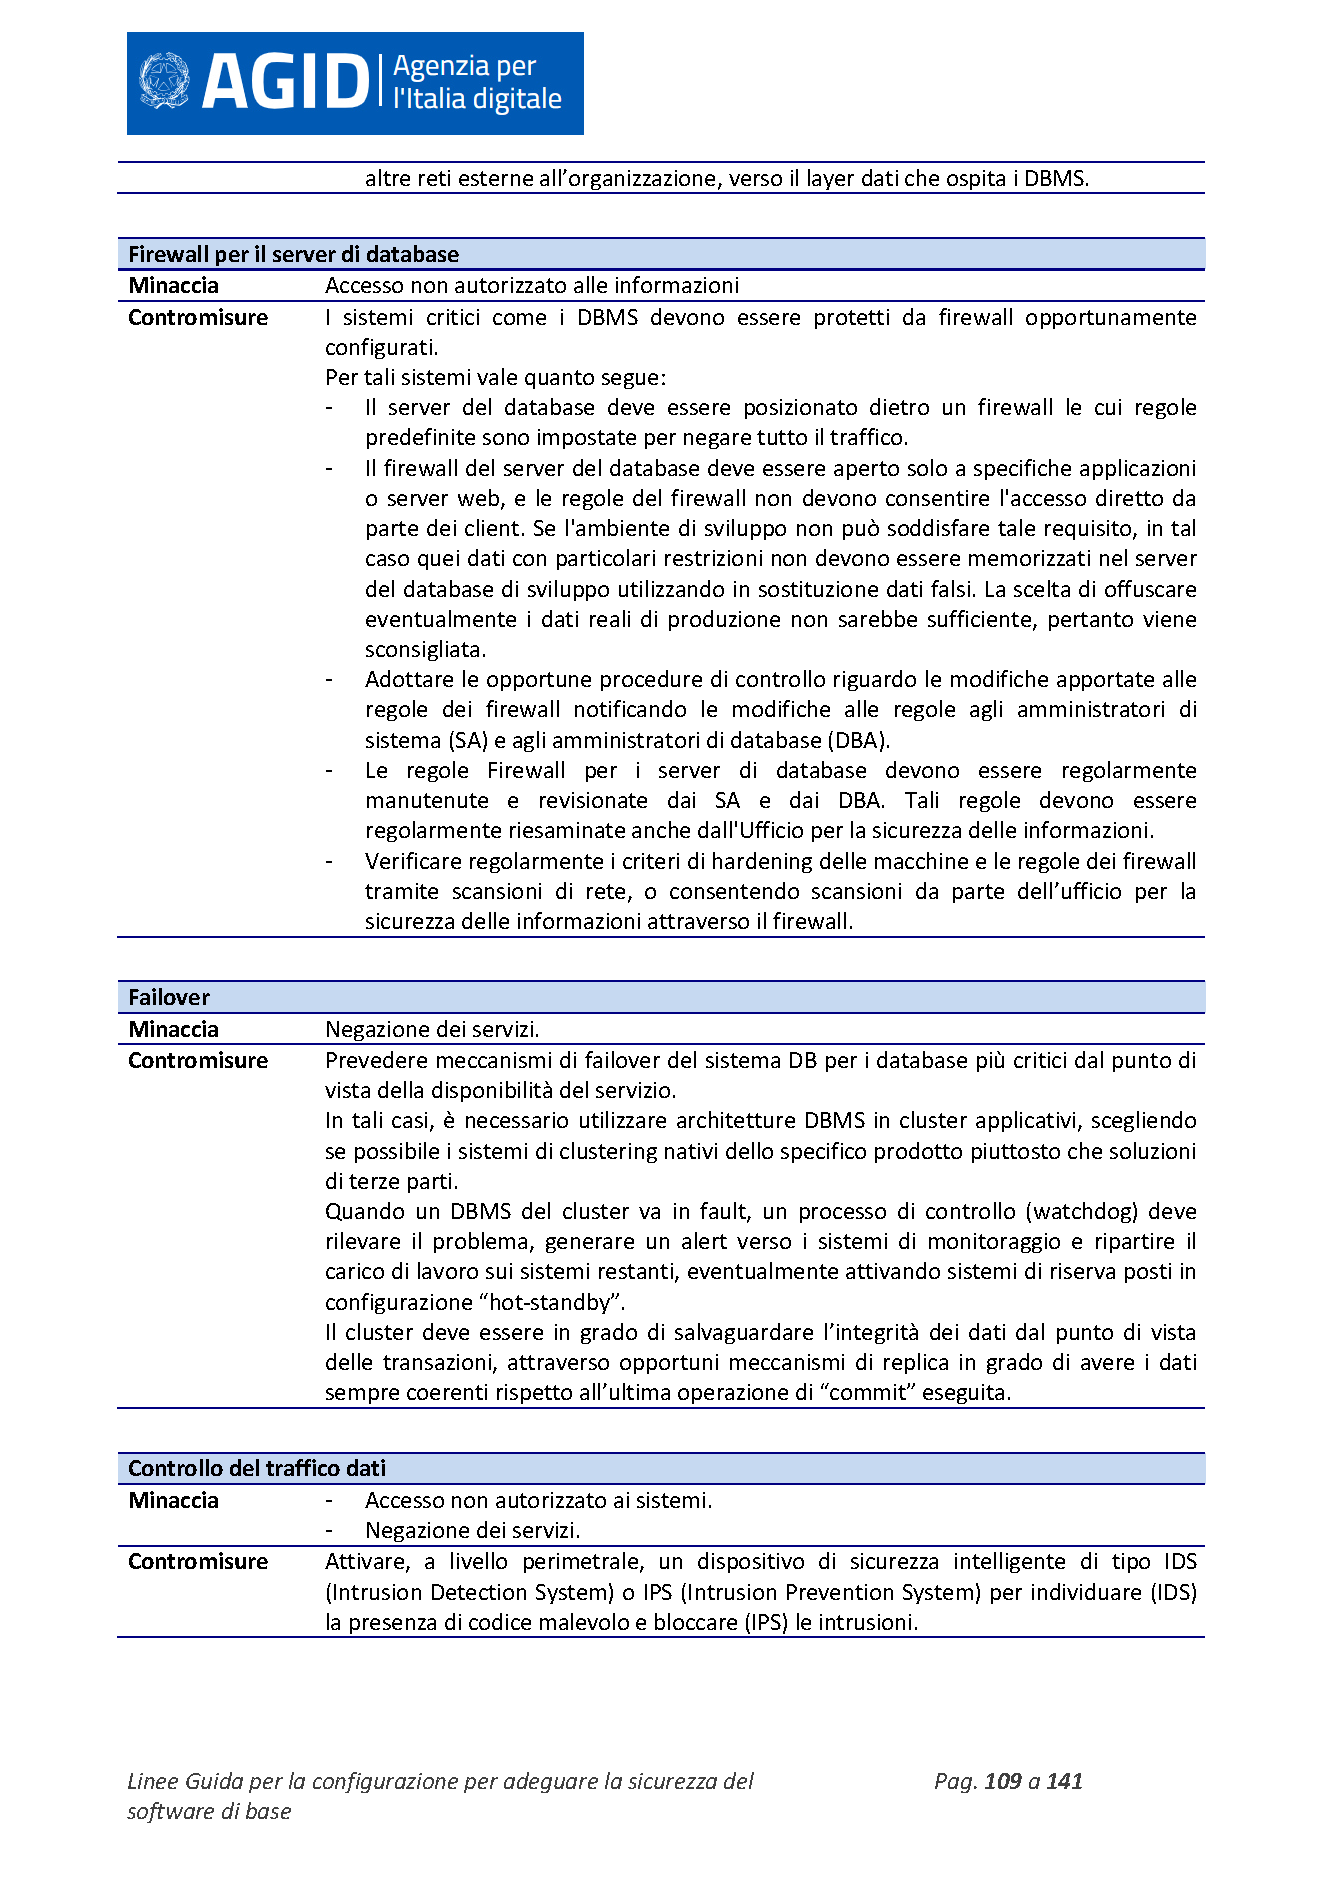 AGID Agenzia per
l'Italia digitale
altre reti esterne all’organizzazione, verso il layer dati che ospita i DBMS.
Firewall per il server di database
Minaccia Accesso non autorizzato alle informazioni
Contromisure I sistemi critici come i DBMS devono essere protetti da firewall opportunamente
configurati.
Per tali sistemi vale quanto segue:
- Il server del database deve essere posizionato dietro un firewall le cui regole
predefinite sono impostate per negare tutto il traffico.
- Il firewall del server del database deve essere aperto solo a specifiche applicazioni
o server web, e le regole del firewall non devono consentire l'accesso diretto da
parte dei client. Se l'ambiente di sviluppo non può soddisfare tale requisito, in tal
caso quei dati con particolari restrizioni non devono essere memorizzati nel server
del database di sviluppo utilizzando in sostituzione dati falsi. La scelta di offuscare
eventualmente i dati reali di produzione non sarebbe sufficiente, pertanto viene
sconsigliata.
- Adottare le opportune procedure di controllo riguardo le modifiche apportate alle
regole dei firewall notificando le modifiche alle regole agli amministratori di
sistema (SA) e agli amministratori di database (DBA).
- Le regole Firewall per i server di database devono essere regolarmente
manutenute e revisionate dai SA e dai DBA. Tali regole devono essere
regolarmente riesaminate anche dall'Ufficio per la sicurezza delle informazioni.
- Verificare regolarmente i criteri di hardening delle macchine e le regole dei firewall
tramite scansioni di rete, o consentendo scansioni da parte dell’ufficio per la
sicurezza delle informazioni attraverso il firewall.
Failover
Minaccia Negazione dei servizi.
Contromisure Prevedere meccanismi di failover del sistema DB per i database più critici dal punto di
vista della disponibilità del servizio.
In tali casi, è necessario utilizzare architetture DBMS in cluster applicativi, scegliendo
se possibile i sistemi di clustering nativi dello specifico prodotto piuttosto che soluzioni
di terze parti.
Quando un DBMS del cluster va in fault, un processo di controllo (watchdog) deve
rilevare il problema, generare un alert verso i sistemi di monitoraggio e ripartire il
carico di lavoro sui sistemi restanti, eventualmente attivando sistemi di riserva posti in
configurazione “hot-standby”.
Il cluster deve essere in grado di salvaguardare l’integrità dei dati dal punto di vista
delle transazioni, attraverso opportuni meccanismi di replica in grado di avere i dati
sempre coerenti rispetto all’ultima operazione di “commit” eseguita.
Controllo del traffico dati
Minaccia - Accesso non autorizzato ai sistemi.
- Negazione dei servizi.
Contromisure Attivare, a livello perimetrale, un dispositivo di sicurezza intelligente di tipo IDS
(Intrusion Detection System) o IPS (Intrusion Prevention System) per individuare (IDS)
la presenza di codice malevolo e bloccare (IPS) le intrusioni.
Linee Guida per la configurazione per adeguare la sicurezza del Pag. 109 a 141
software di base